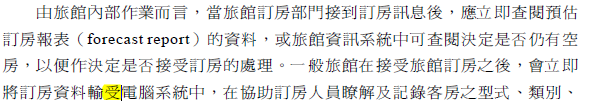 由旅館內部作業而言，當旅館訂房部門接到訂房訊息後，應立即查閱預估
訂房報表（forecast report）的資料，或旅館資訊系統中可查閱決定是否仍有空
房，以便作決定是否接受訂房的處理。一般旅館在接受旅館訂房之後，會立即
將訂房資料輸受電腦系統中，在協助訂房人員瞭解及記錄客房之型式、類別、